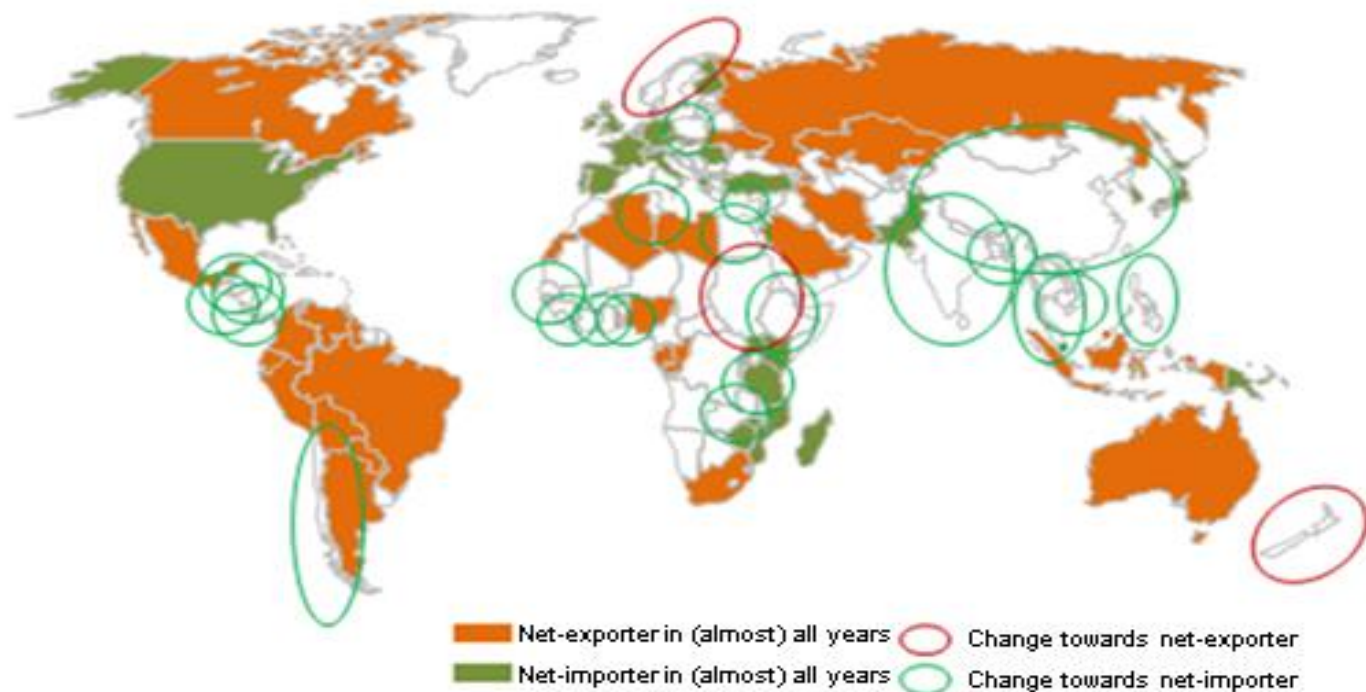 Net-exporter in (almost) all years Change towards net-exporter
Net-importer in (almost) all years Change towards net-importer